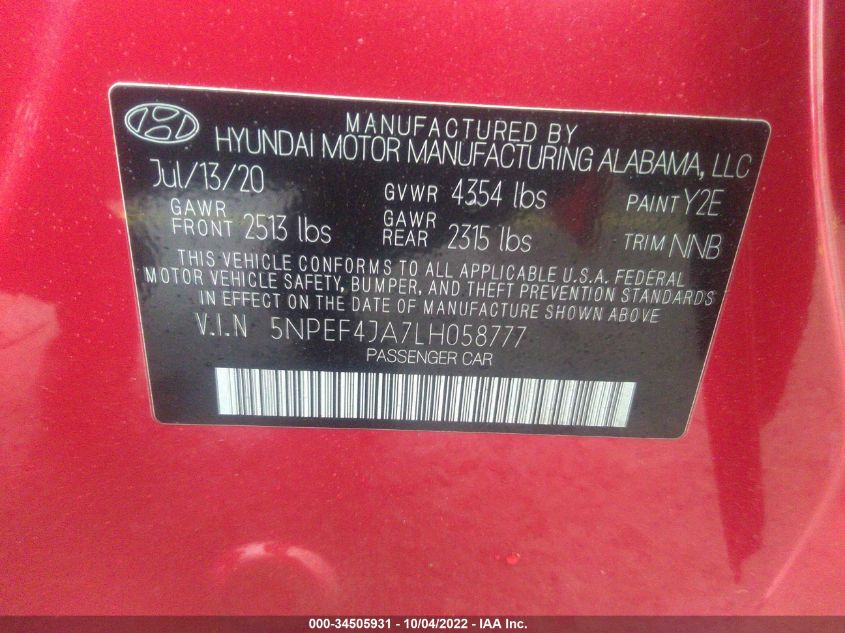 MANUFACTURED BY
HYUNDAI MOTOR MANUFACTURING ALABAMA, LLC
Jul/13/20 GVWR 4354 lbs PAINT Y2E
GAWR FRONT 2513 lbs GAWR REAR 2315 lbs TRIM NNB
THIS VEHICLE CONFORMS TO ALL APPLICABLE U.S.A. FEDERAL
MOTOR VEHICLE SAFETY, BUMPER, AND THEFT PREVENTION STANDARDS
IN EFFECT ON THE DATE OF MANUFACTURE SHOWN ABOVE
V.I.N 5NPEF4JA7LH058777
PASSENGER CAR
000-34505931 - 10/04/2022 - IAA Inc.